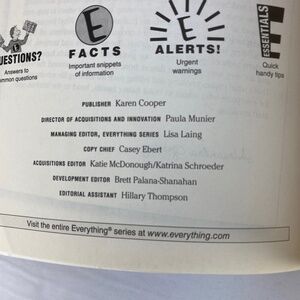 QUESTIONS?
Answers to
common questions
E
FACTS
Important snippets
of information
E
ALERTS!
Urgent
warnings
E
ESSENTIALS
Quick
handy tips
PUBLISHER Karen Cooper
DIRECTOR OF ACQUISITIONS AND INNOVATION Paula Munier
MANAGING EDITOR, EVERYTHING SERIES Lisa Laing
COPY CHIEF Casey Ebert
ACQUISITIONS EDITOR Katie McDonough/Katrina Schroeder
DEVELOPMENT EDITOR Brett Palana-Shanahan
EDITORIAL ASSISTANT Hillary Thompson
Visit the entire Everything® series at www.everything.com